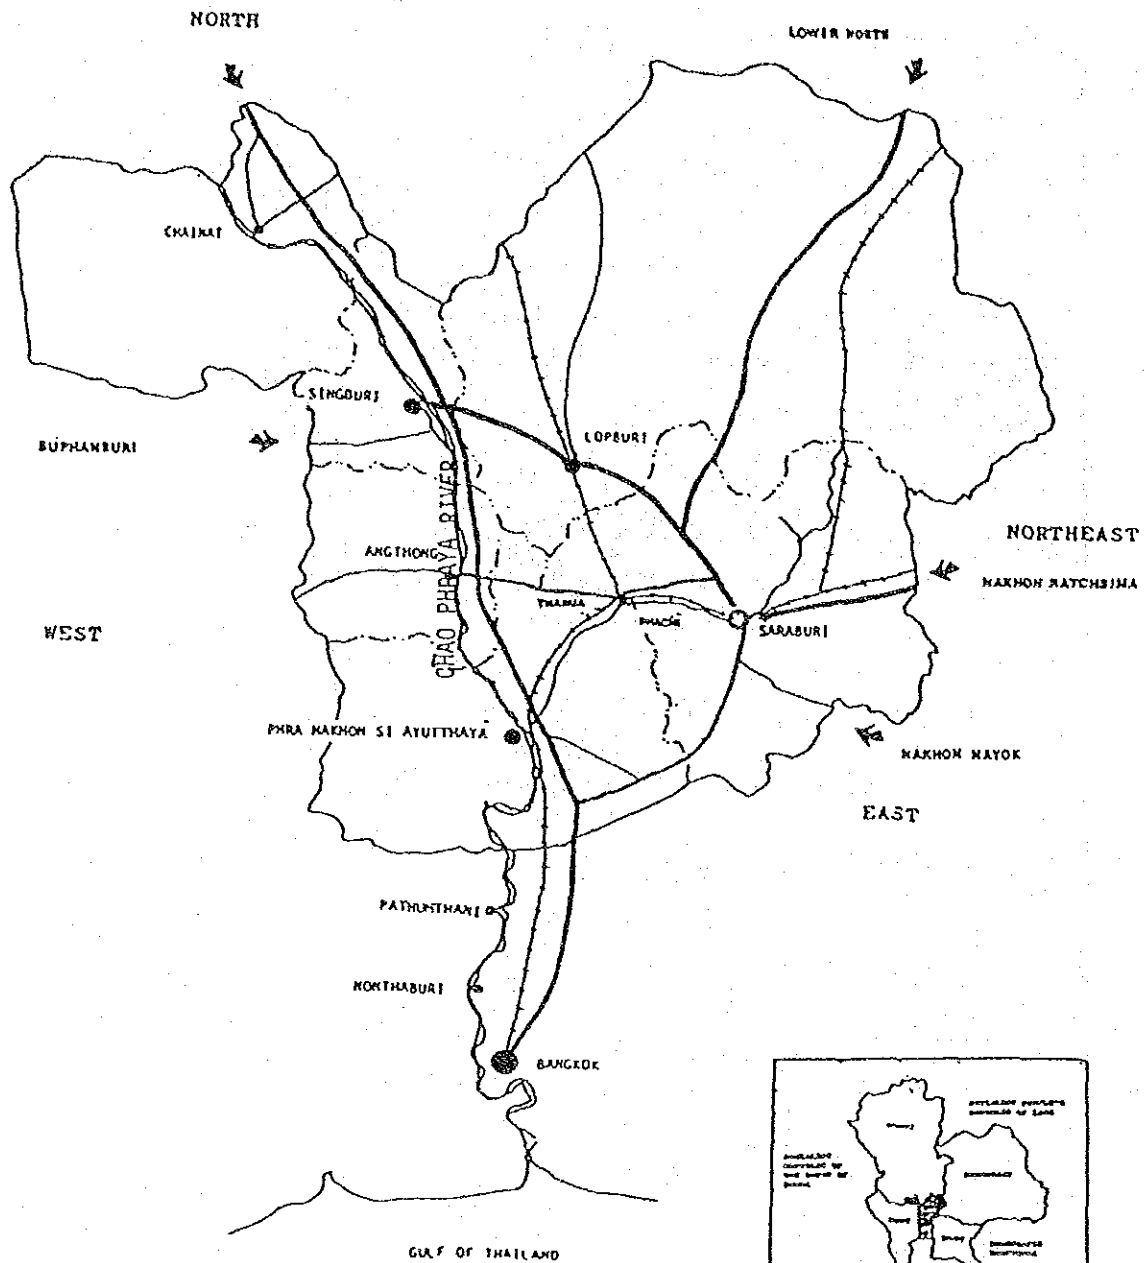 NORTH
LOWER NORTH
CHAINAT
SINGBURI
BUPHANBURI
LOPBURI
CHAO PHRAYA RIVER
NORTHEAST
ANGTHONG
NAKHON RATCHSIMA
THARUA
PHACHI
WEST
SARABURI
PHRA NAKHON SI AYUTTHAYA
NAKHON NAYOK
EAST
PATHUMTHANI
NONTHABURI
BANGKOK
GULF OF THAILAND